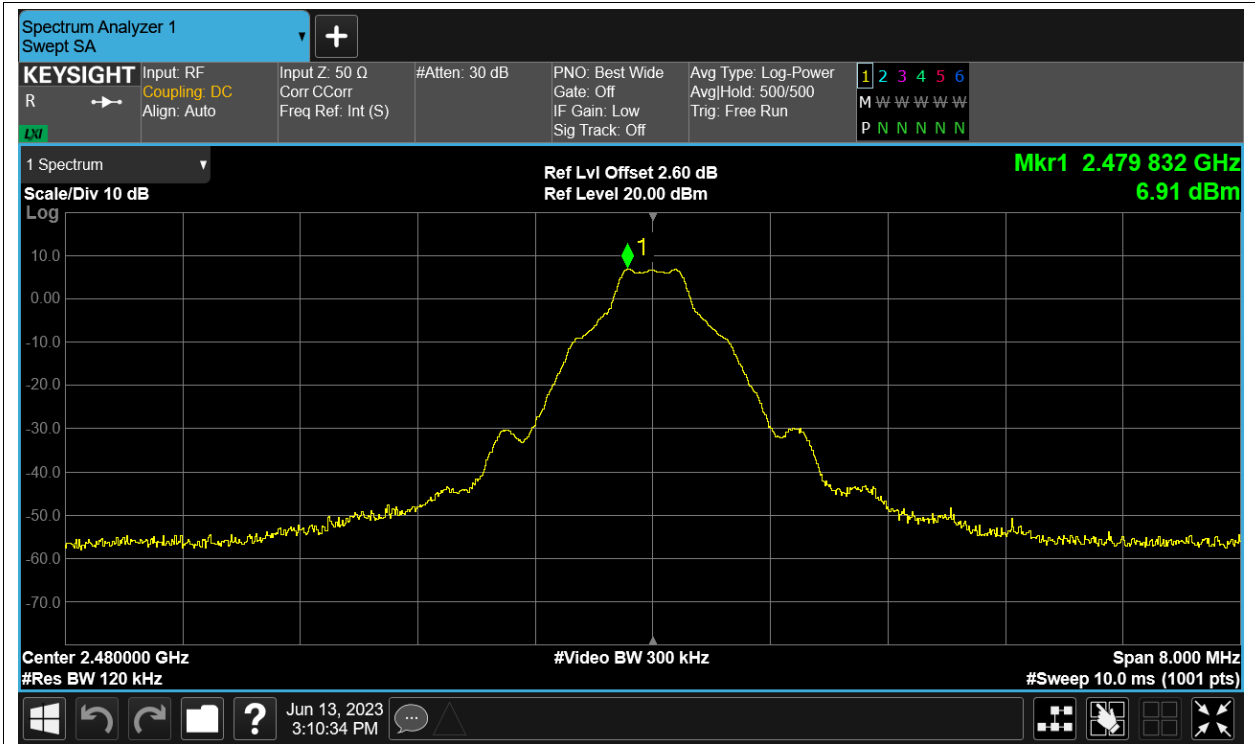 Spectrum Analyzer 1
Swept SA
KEYSIGHT
R
LXI
Input: RF
Coupling: DC
Align: Auto
Input Z: 50 Ω
Corr CCorr
Freq Ref: Int (S)
#Atten: 30 dB
PNO: Best Wide
Gate: Off
IF Gain: Low
Sig Track: Off
Avg Type: Log-Power
Avg|Hold: 500/500
Trig: Free Run
1 2 3 4 5 6
M W W W W W
P N N N N N
1 Spectrum
Scale/Div 10 dB
Log
Ref Lvl Offset 2.60 dB
Ref Level 20.00 dBm
Mkr1 2.479 832 GHz
6.91 dBm
1
10.0
0.00
-10.0
-20.0
-30.0
-40.0
-50.0
-60.0
-70.0
Center 2.480000 GHz
#Res BW 120 kHz
#Video BW 300 kHz
Span 8.000 MHz
#Sweep 10.0 ms (1001 pts)
?
Jun 13, 2023
3:10:34 PM